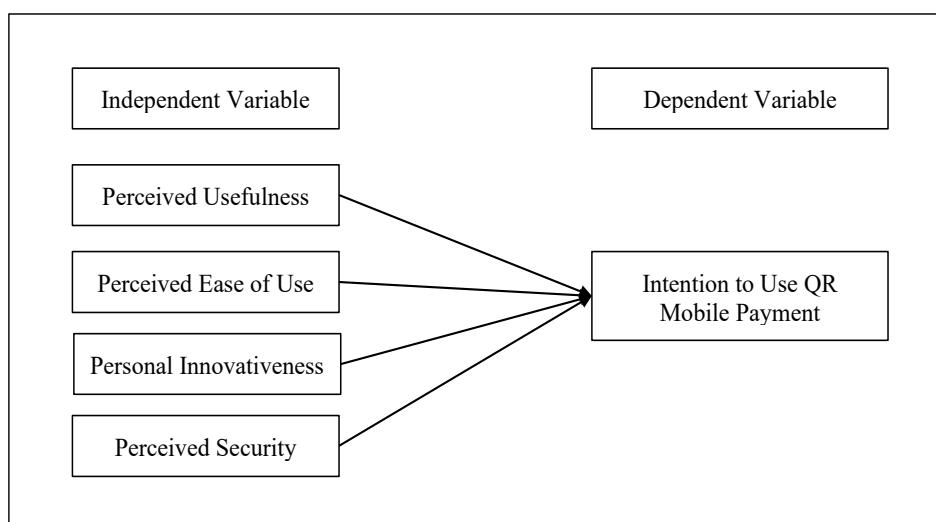 Independent Variable
Dependent Variable
Perceived Usefulness
Perceived Ease of Use
Personal Innovativeness
Perceived Security
Intention to Use QR
Mobile Payment